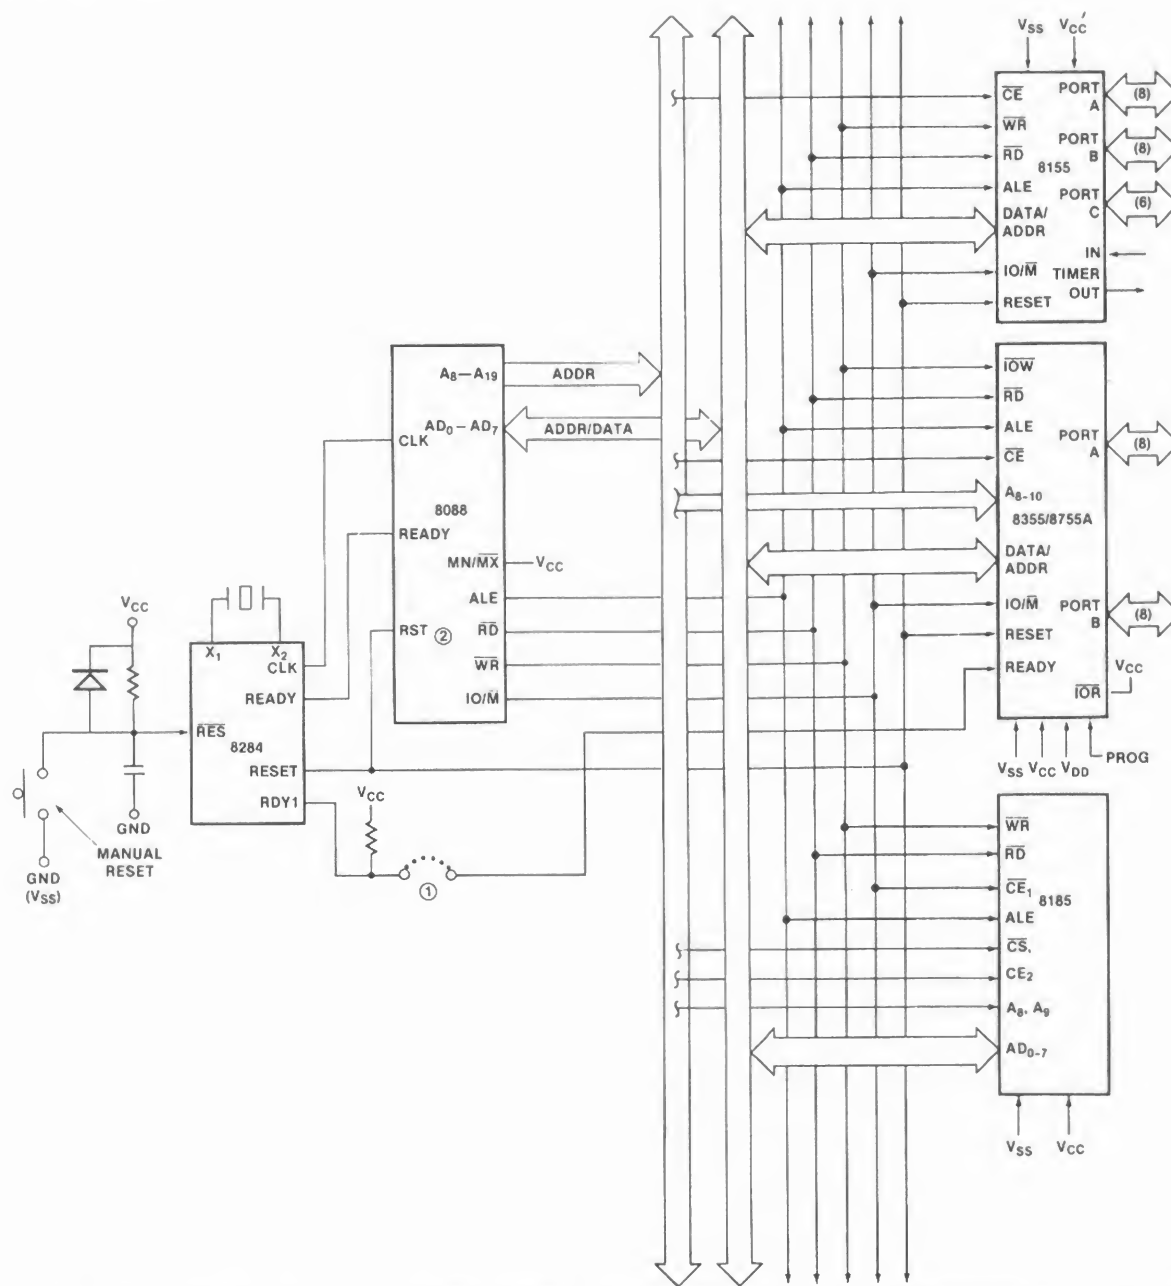 VSS VCC'
CE
WR
RD
ALE
DATA/
ADDR
IO/M
RESET
8155
PORT
A
(8)
PORT
B
(8)
PORT
C
(6)
IN
TIMER
OUT
A8—A19
AD0—AD7
CLK
8088
READY
MN/MX
VCC
ALE
RST
②
RD
WR
IO/M
ADDR
ADDR/DATA
IOW
RD
ALE
CE
A8-10
8355/8755A
DATA/
ADDR
IO/M
RESET
READY
PORT
A
(8)
PORT
B
(8)
VCC
IOR
VSS VCC VDD
PROG
VCC
X1 X2
CLK
READY
RES
8284
RESET
RDY1
GND
MANUAL
RESET
GND
(VSS)
VCC
①
WR
RD
CE1
8185
ALE
CS,
CE2
A8, A9
AD0-7
VSS VCC